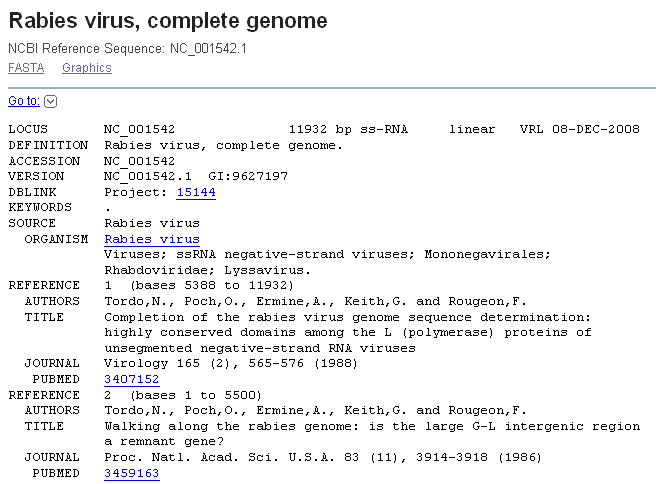 Rabies virus, complete genome
NCBI Reference Sequence: NC_001542.1
FASTA Graphics
Go to:
LOCUS NC_001542 11932 bp ss-RNA linear VRL 08-DEC-2008
DEFINITION Rabies virus, complete genome.
ACCESSION NC_001542
VERSION NC_001542.1 GI:9627197
DBLINK Project: 15144
KEYWORDS .
SOURCE Rabies virus
ORGANISM Rabies virus
Viruses; ssRNA negative-strand viruses; Mononegavirales;
Rhabdoviridae; Lyssavirus.
REFERENCE 1 (bases 5388 to 11932)
AUTHORS Tordo,N., Poch,O., Ermine,A., Keith,G. and Rougeon,F.
TITLE Completion of the rabies virus genome sequence determination:
highly conserved domains among the L (polymerase) proteins of
unsegmented negative-strand RNA viruses
JOURNAL Virology 165 (2), 565-576 (1988)
PUBMED 3407152
REFERENCE 2 (bases 1 to 5500)
AUTHORS Tordo,N., Poch,O., Ermine,A., Keith,G. and Rougeon,F.
TITLE Walking along the rabies genome: is the large G-L intergenic region
a remnant gene?
JOURNAL Proc. Natl. Acad. Sci. U.S.A. 83 (11), 3914-3918 (1986)
PUBMED 3459163